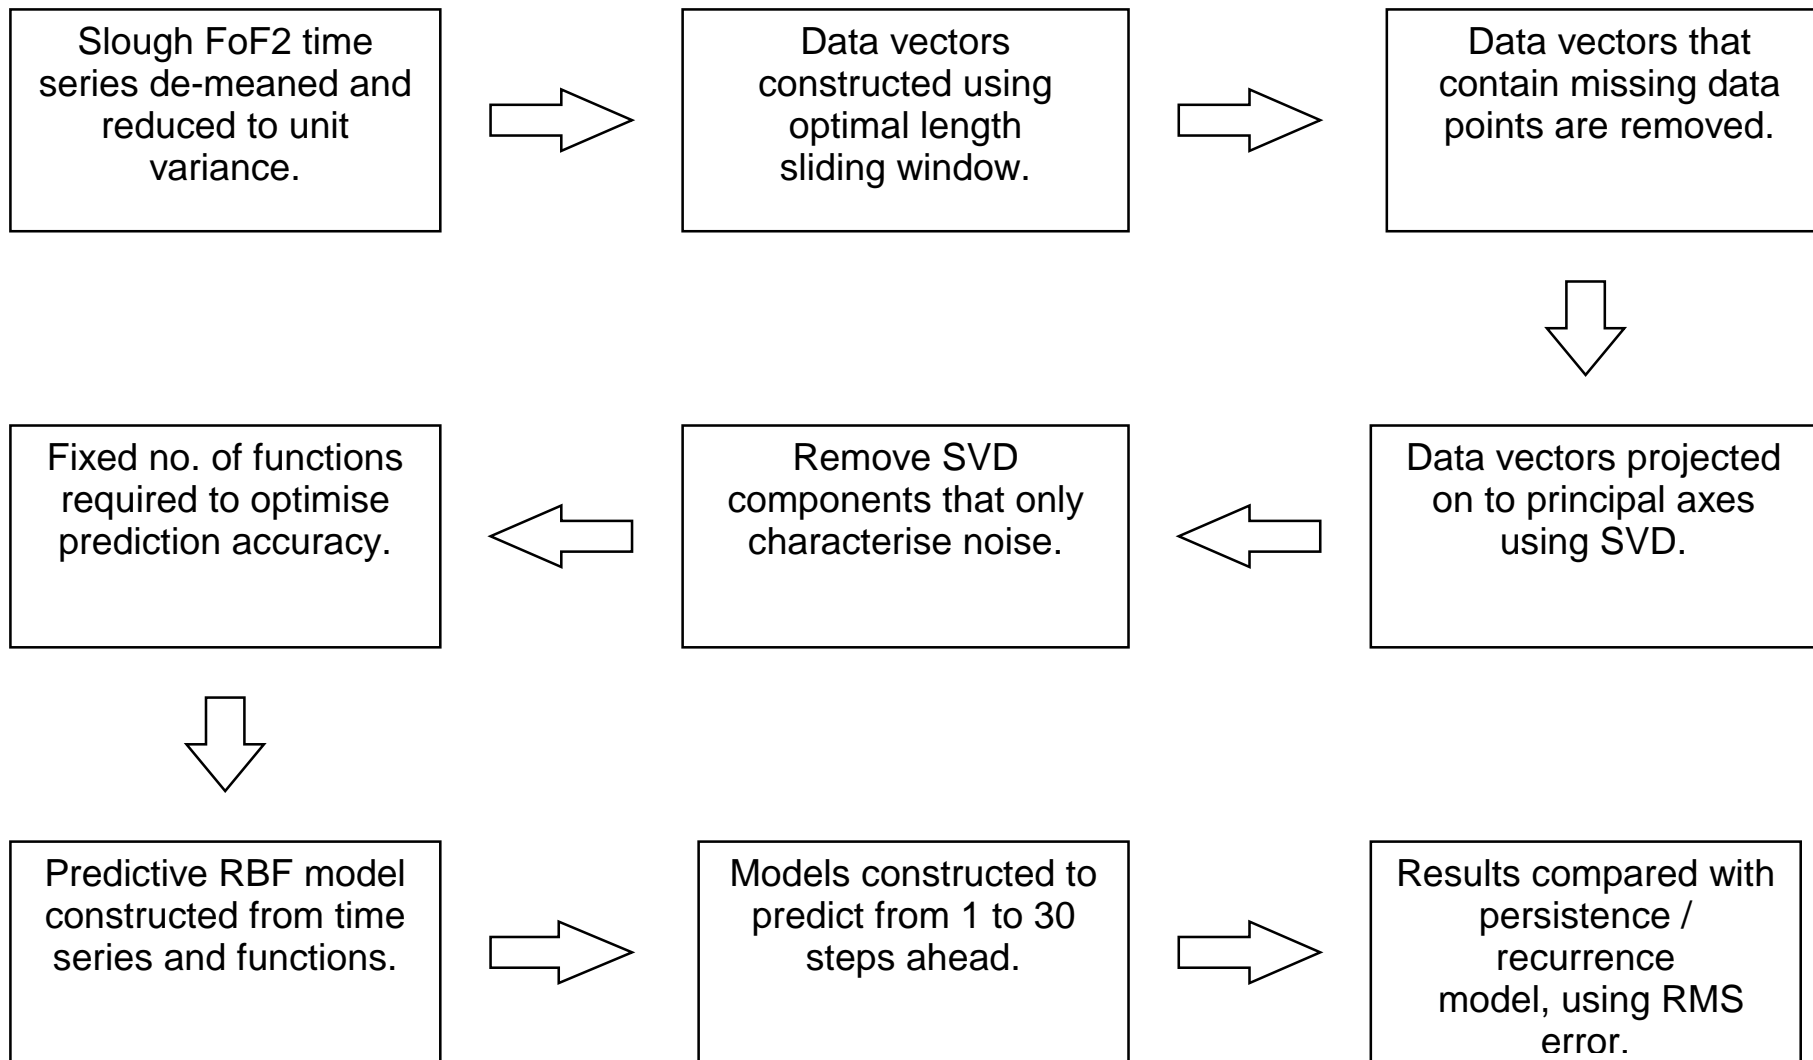 Slough FoF2 time
series de-meaned and
reduced to unit
variance.
Data vectors
constructed using
optimal length
sliding window.
Data vectors that
contain missing data
points are removed.
Data vectors projected
on to principal axes
using SVD.
Remove SVD
components that only
characterise noise.
Fixed no. of functions
required to optimise
prediction accuracy.
Predictive RBF model
constructed from time
series and functions.
Models constructed to
predict from 1 to 30
steps ahead.
Results compared with
persistence /
recurrence
model, using RMS
error.